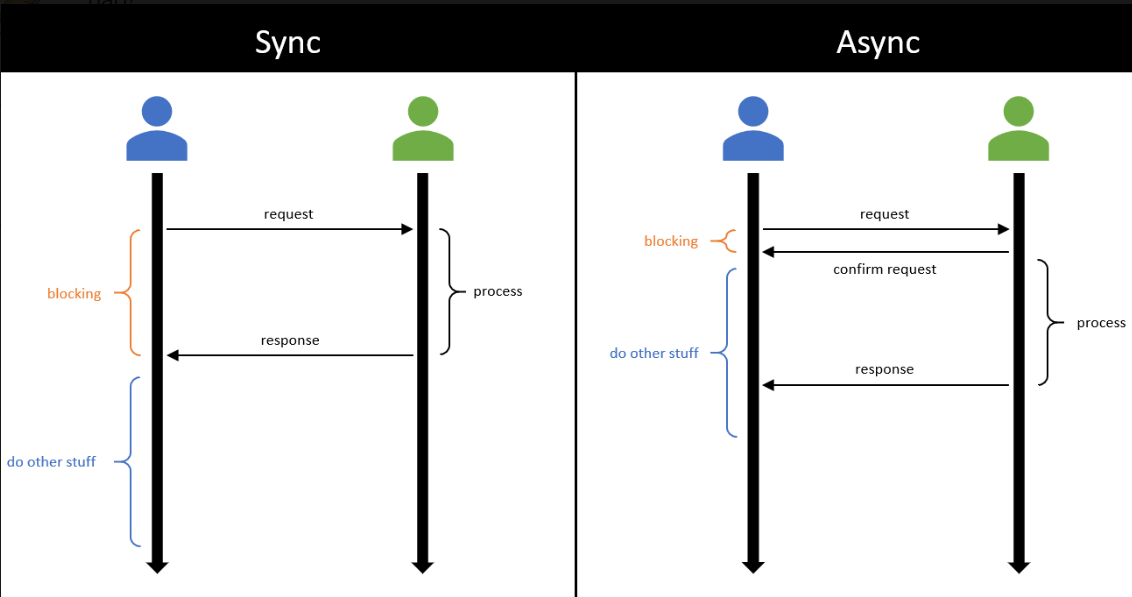 Sync
Async
request
blocking
process
response
do other stuff
request
blocking
confirm request
do other stuff
process
response